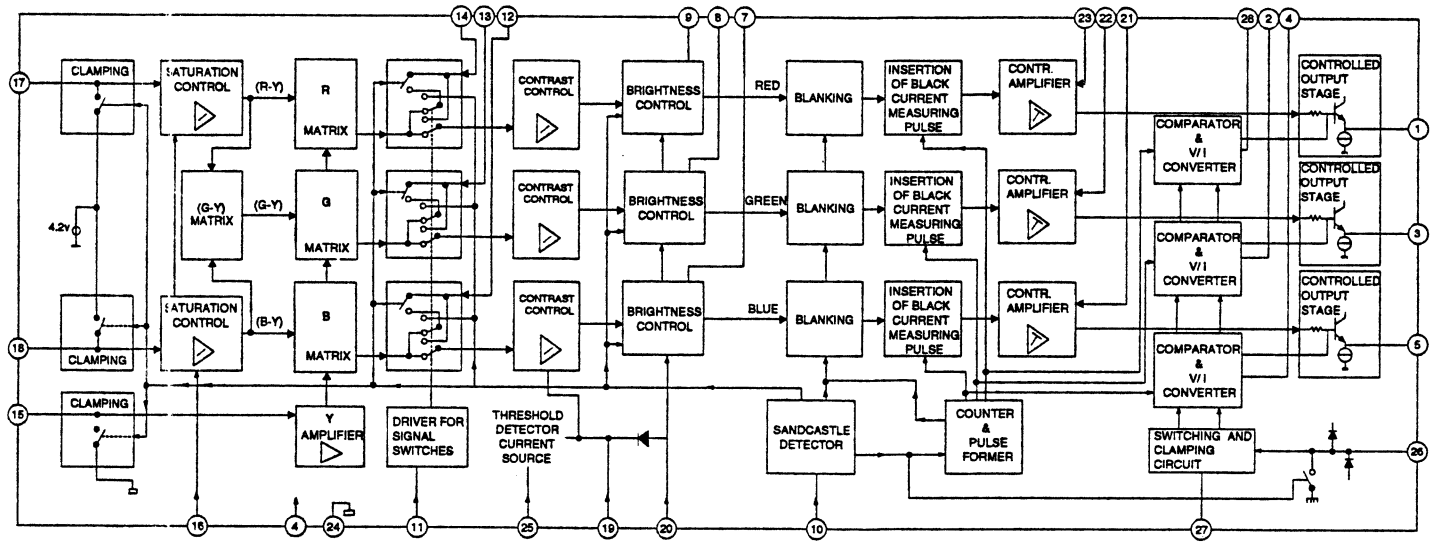 14
13
12
9
8
7
23
22
21
28
2
4
17
CLAMPING
SATURATION
CONTROL
(R-Y)
R
MATRIX
CONTRAST
CONTROL
BRIGHTNESS
CONTROL
RED
BLANKING
INSERTION
OF BLACK
CURRENT
MEASURING
PULSE
CONTR.
AMPLIFIER
COMPARATOR
&
V/I
CONVERTER
CONTROLLED
OUTPUT
STAGE
1
4.2v
(G-Y)
MATRIX
(G-Y)
G
MATRIX
CONTRAST
CONTROL
BRIGHTNESS
CONTROL
GREEN
BLANKING
INSERTION
OF BLACK
CURRENT
MEASURING
PULSE
CONTR.
AMPLIFIER
COMPARATOR
&
V/I
CONVERTER
CONTROLLED
OUTPUT
STAGE
3
18
CLAMPING
SATURATION
CONTROL
(B-Y)
B
MATRIX
CONTRAST
CONTROL
BRIGHTNESS
CONTROL
BLUE
BLANKING
INSERTION
OF BLACK
CURRENT
MEASURING
PULSE
CONTR.
AMPLIFIER
COMPARATOR
&
V/I
CONVERTER
CONTROLLED
OUTPUT
STAGE
5
15
CLAMPING
Y
AMPLIFIER
DRIVER FOR
SIGNAL
SWITCHES
THRESHOLD
DETECTOR
CURRENT
SOURCE
SANDCASTLE
DETECTOR
COUNTER
&
PULSE
FORMER
SWITCHING AND
CLAMPING
CIRCUIT
26
16
4
24
11
25
19
20
10
27